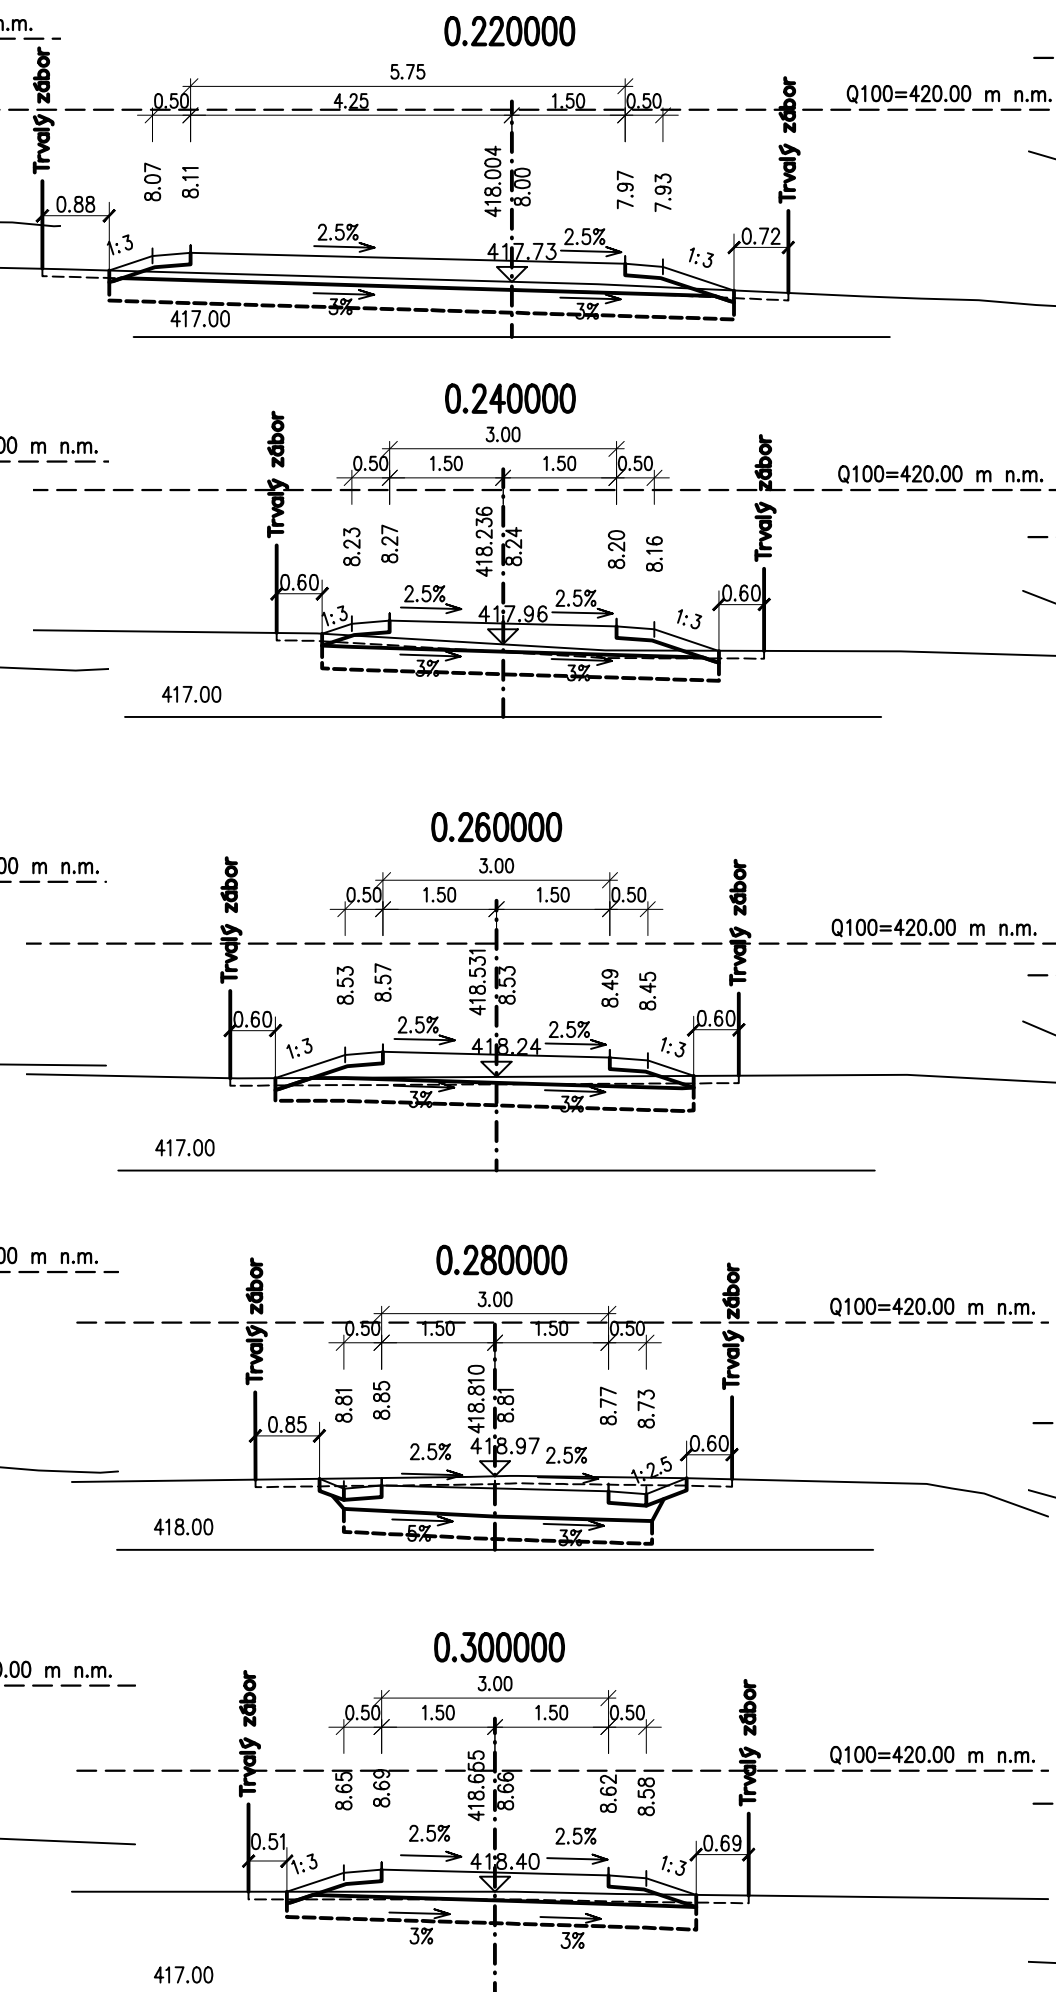 n.m.
0.220000
Trvalý zábor
5.75
0.50 4.25 1.50 0.50
Q100=420.00 m n.m.
Trvalý zábor
8.07 8.11 418.004 8.00 7.97 7.93
0.88 1:3 2.5% 417.73 2.5% 1:3 0.72
3% 3%
417.00
0.240000
00 m n.m.
Trvalý zábor
3.00
0.50 1.50 1.50 0.50
Q100=420.00 m n.m.
Trvalý zábor
8.23 8.27 418.236 8.24 8.20 8.16
0.60 1:3 2.5% 417.96 2.5% 1:3 0.60
3% 3%
417.00
0.260000
00 m n.m.
Trvalý zábor
3.00
0.50 1.50 1.50 0.50
Q100=420.00 m n.m.
Trvalý zábor
8.53 8.57 418.531 8.53 8.49 8.45
0.60 1:3 2.5% 418.24 2.5% 1:3 0.60
3% 3%
417.00
0.280000
00 m n.m.
Trvalý zábor
3.00
0.50 1.50 1.50 0.50
Q100=420.00 m n.m.
Trvalý zábor
8.81 8.85 418.810 8.81 8.77 8.73
0.85 2.5% 418.97 2.5% 1:2.5 0.60
5% 3%
418.00
0.300000
0.00 m n.m.
Trvalý zábor
3.00
0.50 1.50 1.50 0.50
Q100=420.00 m n.m.
Trvalý zábor
8.65 8.69 418.655 8.66 8.62 8.58
0.51 1:3 2.5% 418.40 2.5% 1:3 0.69
3% 3%
417.00